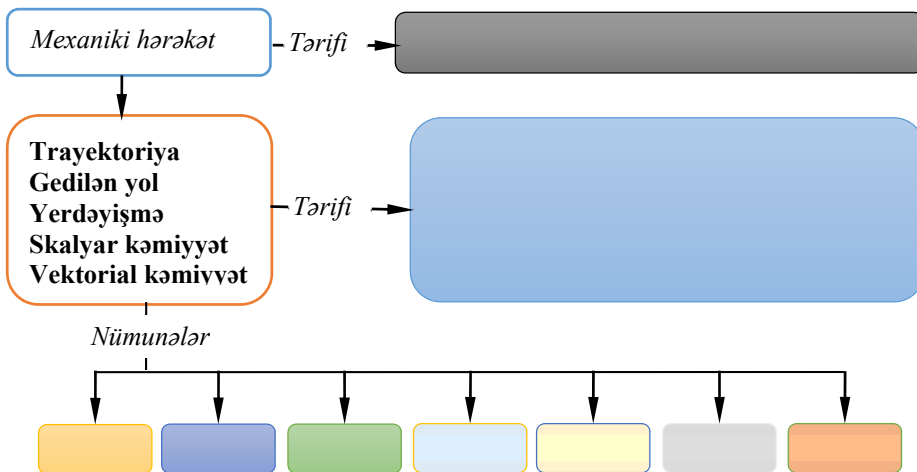 Mexaniki hərəkət
Tərifi
Trayektoriya
Gedilən yol
Yerdəyişmə
Skalyar kəmiyyət
Vektorial kəmiyyət
Tərifi
Nümunələr